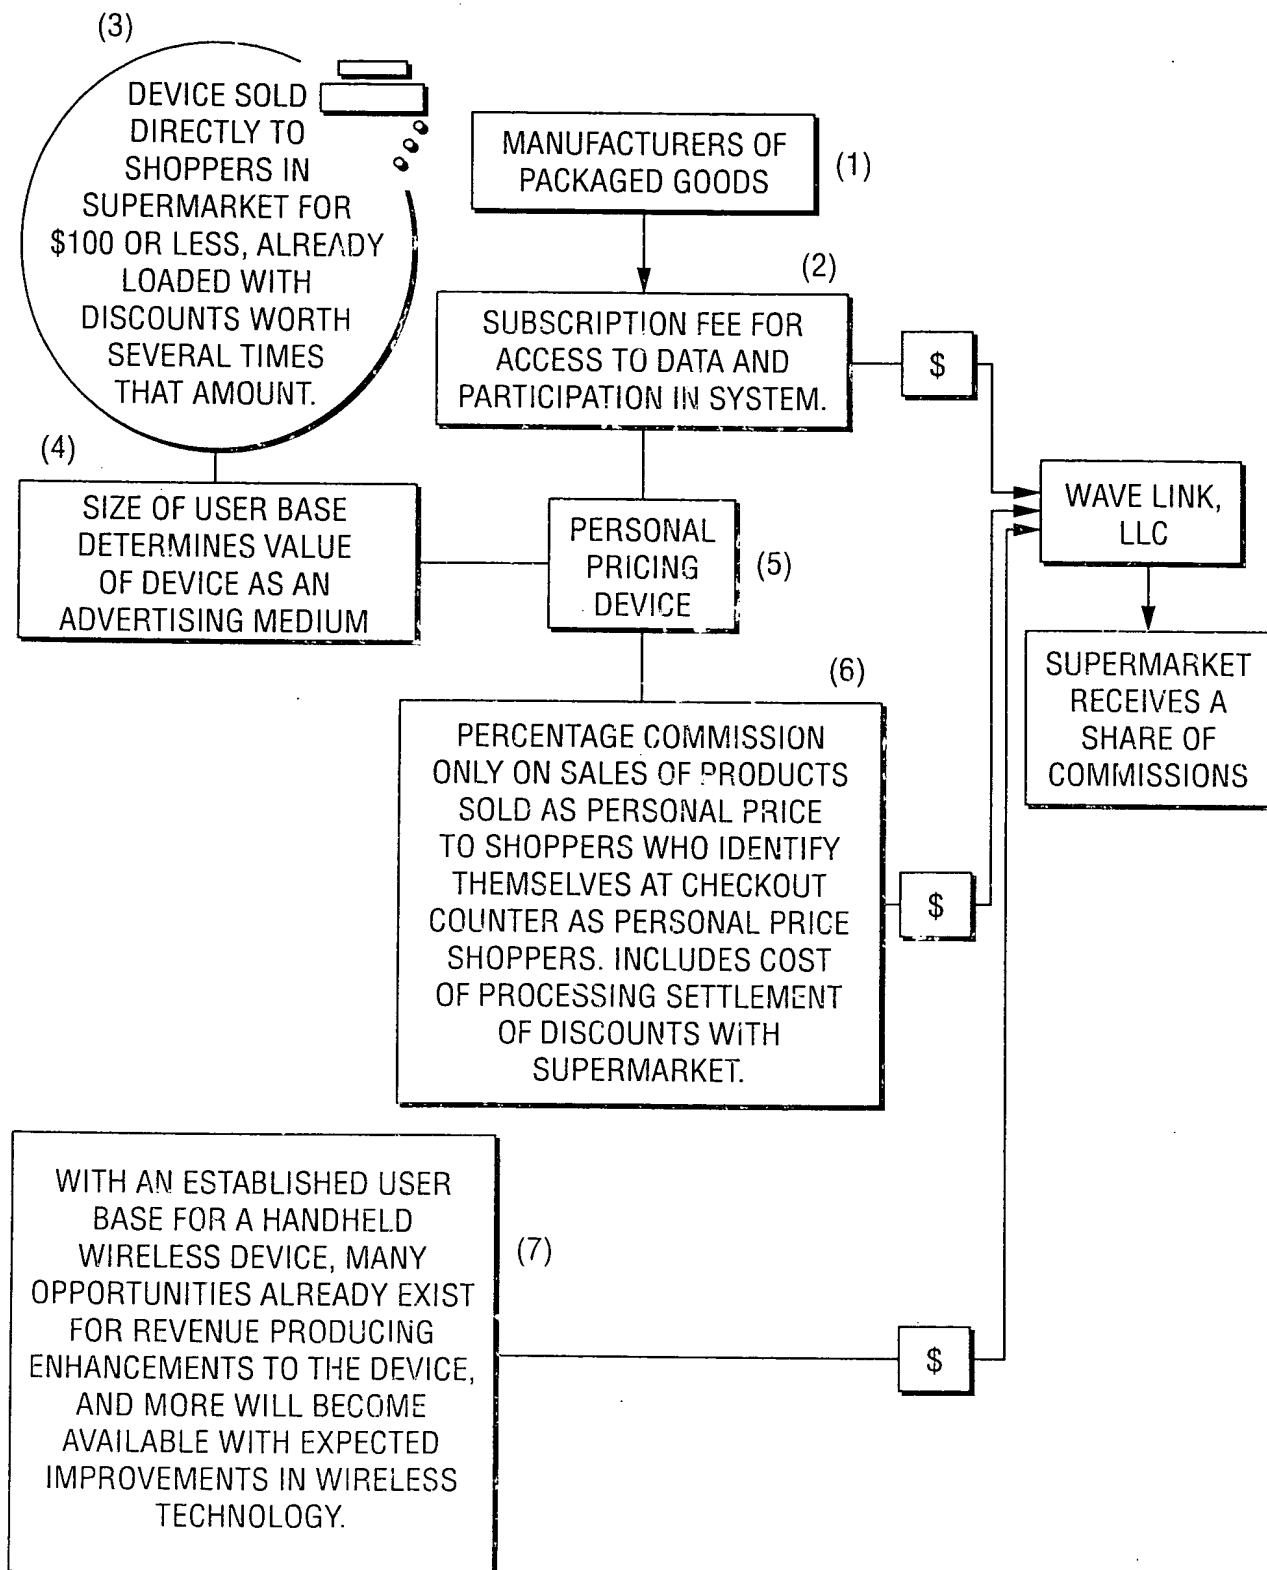 (3)
DEVICE SOLD
DIRECTLY TO
SHOPPERS IN
SUPERMARKET FOR
$100 OR LESS, ALREADY
LOADED WITH
DISCOUNTS WORTH
SEVERAL TIMES
THAT AMOUNT.
MANUFACTURERS OF
PACKAGED GOODS
(1)
(2)
SUBSCRIPTION FEE FOR
ACCESS TO DATA AND
PARTICIPATION IN SYSTEM.
$
(4)
SIZE OF USER BASE
DETERMINES VALUE
OF DEVICE AS AN
ADVERTISING MEDIUM
PERSONAL
PRICING
DEVICE
(5)
WAVE LINK,
LLC
SUPERMARKET
RECEIVES A
SHARE OF
COMMISSIONS
(6)
PERCENTAGE COMMISSION
ONLY ON SALES OF PRODUCTS
SOLD AS PERSONAL PRICE
TO SHOPPERS WHO IDENTIFY
THEMSELVES AT CHECKOUT
COUNTER AS PERSONAL PRICE
SHOPPERS. INCLUDES COST
OF PROCESSING SETTLEMENT
OF DISCOUNTS WITH
SUPERMARKET.
$
WITH AN ESTABLISHED USER
BASE FOR A HANDHELD
WIRELESS DEVICE, MANY
OPPORTUNITIES ALREADY EXIST
FOR REVENUE PRODUCING
ENHANCEMENTS TO THE DEVICE,
AND MORE WILL BECOME
AVAILABLE WITH EXPECTED
IMPROVEMENTS IN WIRELESS
TECHNOLOGY.
(7)
$